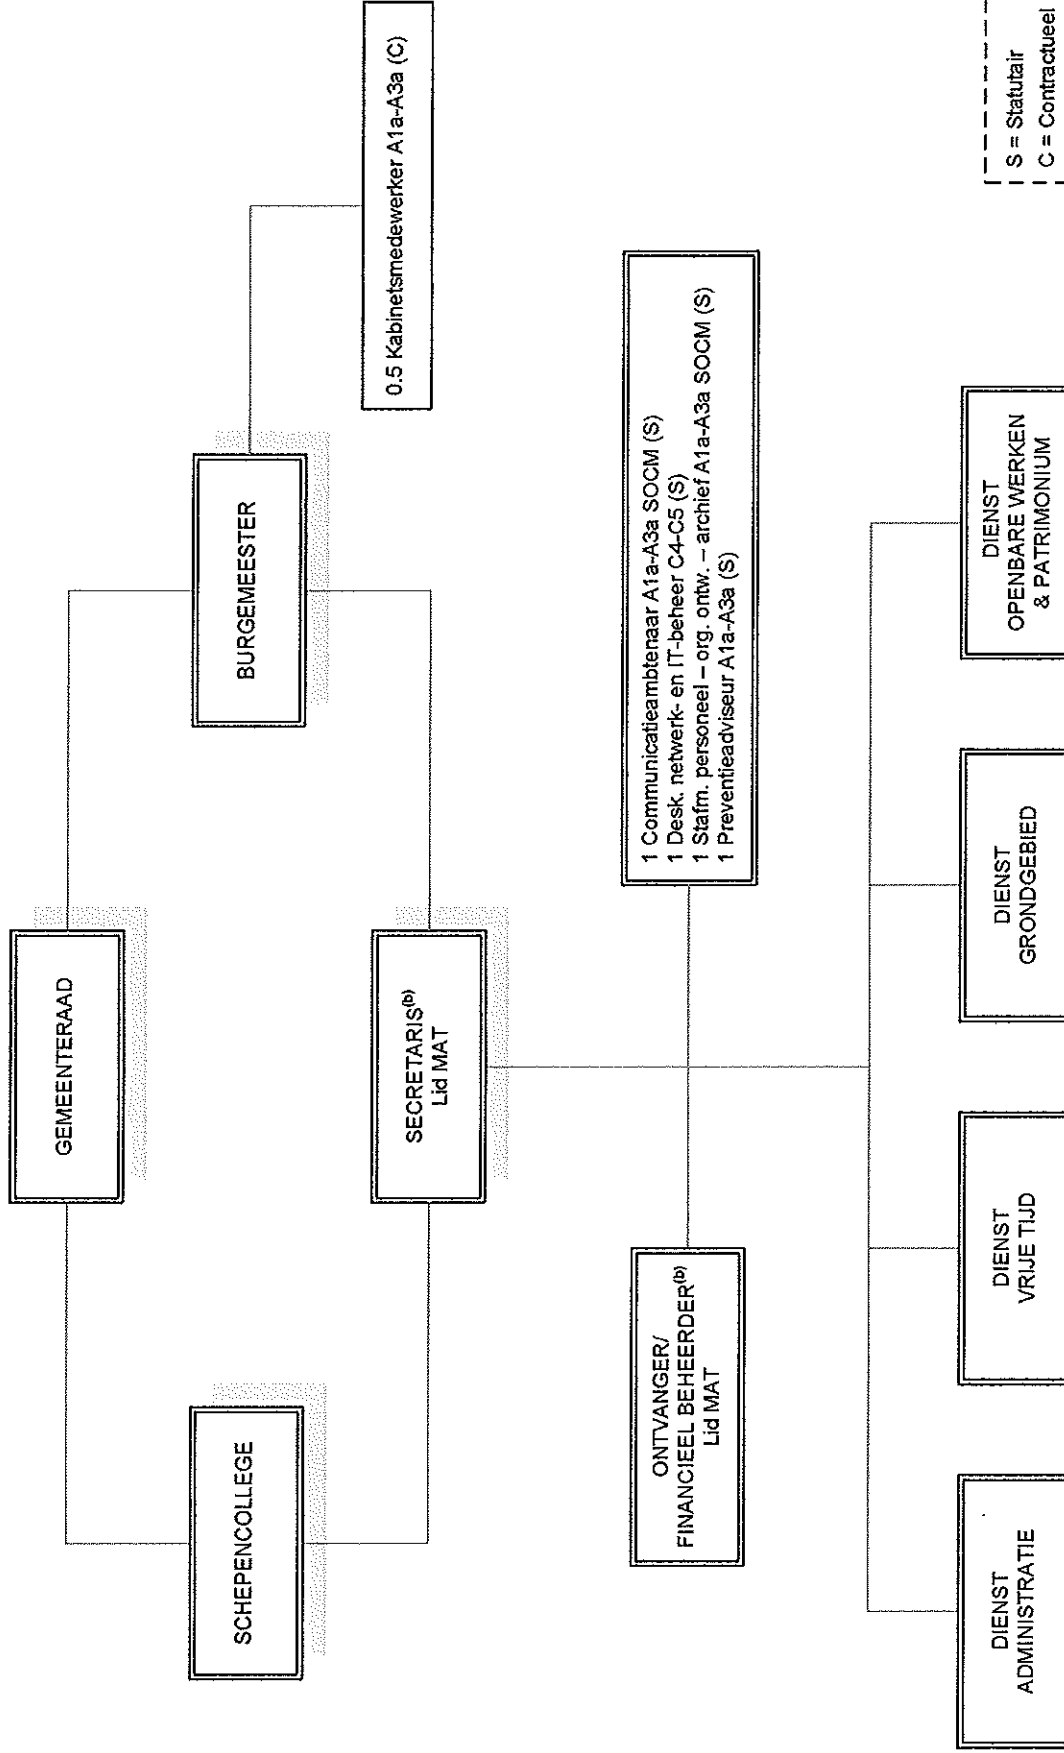 GEMEENTERAAD
SCHEPENCOLLEGE
BURGEMEESTER
0.5 Kabinetsmedewerker A1a-A3a (C)
SECRETARIS(b)
Lid MAT
ONTVANGER/
FINANCIEEL BEHEERDER(b)
Lid MAT
1 Communicatieambtenaar A1a-A3a SOCM (S)
1 Desk. netwerk- en IT-beheer C4-C5 (S)
1 Stafm. personeel – org. ontw. – archief A1a-A3a SOCM (S)
1 Preventieadviseur A1a-A3a (S)
DIENST
ADMINISTRATIE
DIENST
VRIJE TIJD
DIENST
GRONDGEBIED
DIENST
OPENBARE WERKEN
& PATRIMONIUM
S = Statutair
C = Contractueel